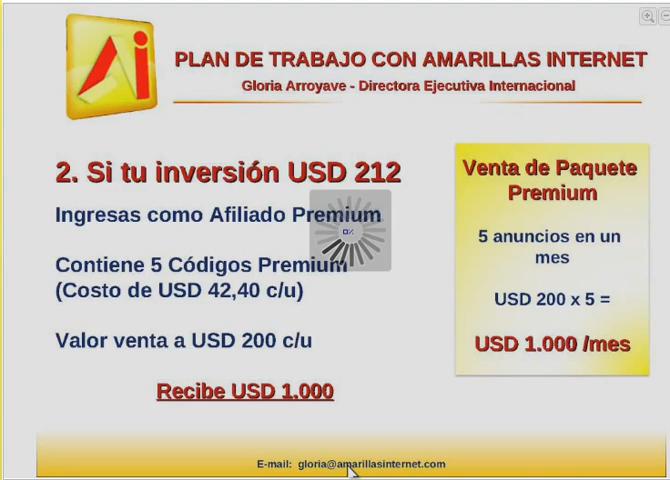 Ai
PLAN DE TRABAJO CON AMARILLAS INTERNET
Gloria Arroyave - Directora Ejecutiva Internacional
2. Si tu inversión USD 212
Ingresas como Afiliado Premium
Contiene 5 Códigos Premium
(Costo de USD 42,40 c/u)
Valor venta a USD 200 c/u
Recibe USD 1.000
Venta de Paquete
Premium
5 anuncios en un
mes
USD 200 x 5 =
USD 1.000 /mes
0%
E-mail: gloria@amarillasinternet.com